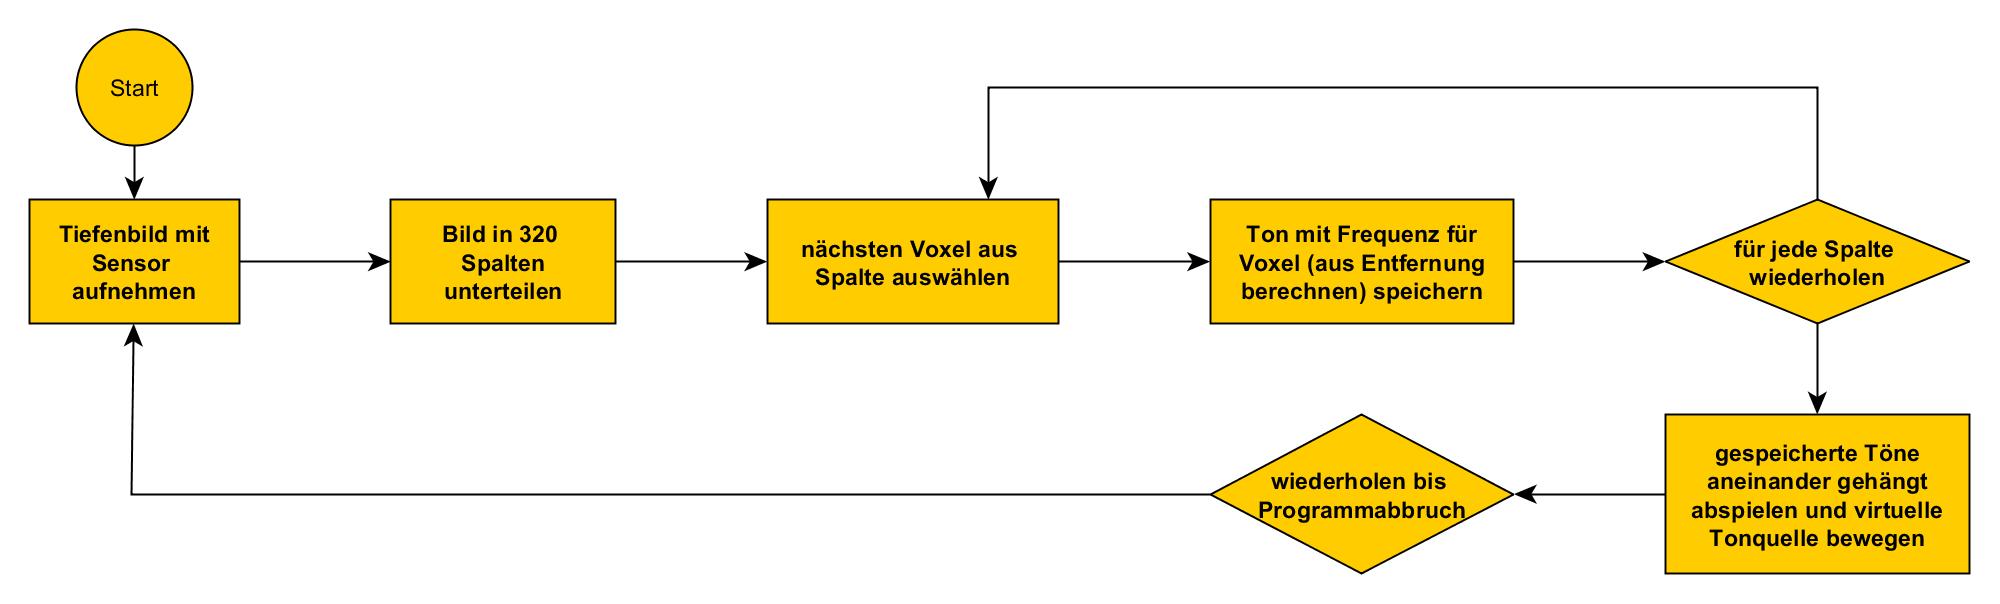 Start
Tiefenbild mit
Sensor
aufnehmen
Bild in 320
Spalten
unterteilen
nächsten Voxel aus
Spalte auswählen
Ton mit Frequenz für
Voxel (aus Entfernung
berechnen) speichern
für jede Spalte
wiederholen
gespeicherte Töne
aneinander gehängt
abspielen und virtuelle
Tonquelle bewegen
wiederholen bis
Programmabbruch